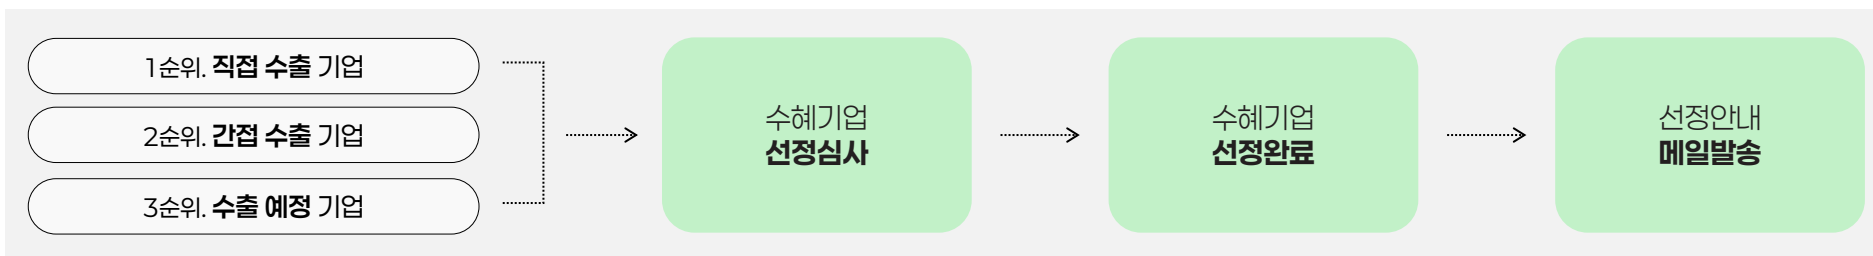 1순위. 직접 수출 기업
2순위. 간접 수출 기업
3순위. 수출 예정 기업
수혜기업
선정심사
수혜기업
선정완료
선정안내
메일발송